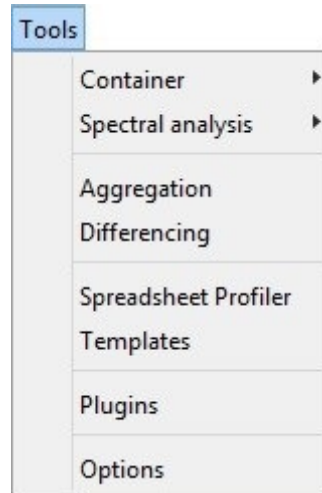 Tools
Container
Spectral analysis
Aggregation
Differencing
Spreadsheet Profiler
Templates
Plugins
Options